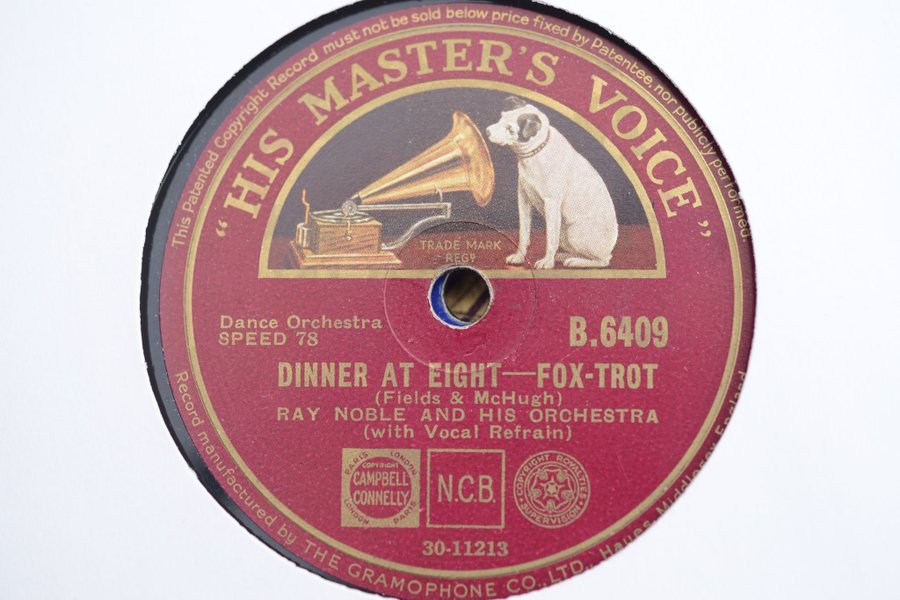 This Patented Copyright Record must not be sold below price fixed by Patentee, nor publicly performed.
"HIS MASTER'S VOICE"
TRADE MARK
REGD
Dance Orchestra
SPEED 78
B.6409
DINNER AT EIGHT—FOX-TROT
(Fields & McHugh)
RAY NOBLE AND HIS ORCHESTRA
(with Vocal Refrain)
PARIS LONDON
COPYRIGHT
CAMPBELL
CONNELLY
LONDON PARIS
N.C.B.
COPYRIGHT ROYALTIES
SUPERVISION
30-11213
Record manufactured by THE GRAMOPHONE CO., LTD., Hayes, Middlesex, England.